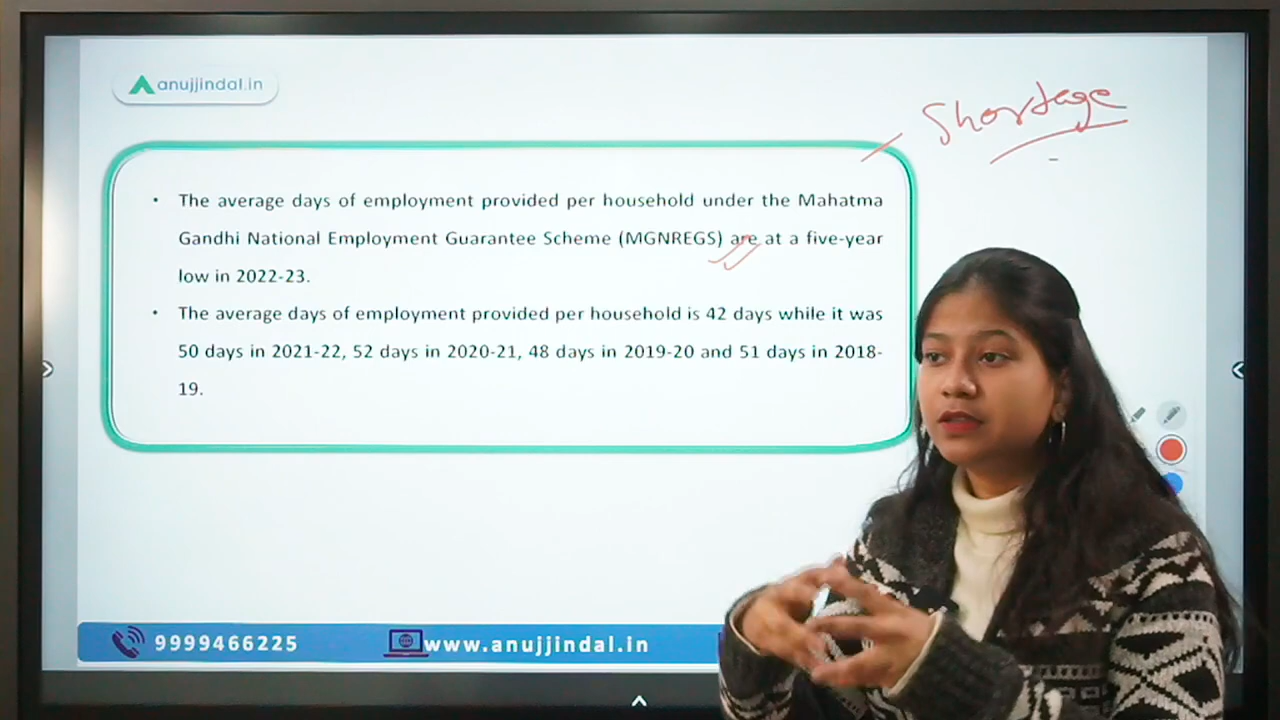 anujjindal.in
Shortage
• The average days of employment provided per household under the Mahatma
Gandhi National Employment Guarantee Scheme (MGNREGS) are at a five-year
low in 2022-23.
• The average days of employment provided per household is 42 days while it was
50 days in 2021-22, 52 days in 2020-21, 48 days in 2019-20 and 51 days in 2018-
19.
9999466225
www.anujjindal.in